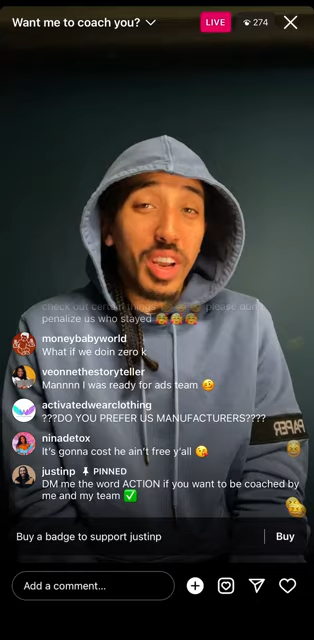 Want me to coach you?
LIVE
274
check out certain things please don't
penalize us who stayed 🥳🥳🥳
moneybabyworld
What if we doin zero k
veonnethestoryteller
Mannnn I was ready for ads team 🥴
activatedwearclothing
???DO YOU PREFER US MANUFACTURERS????
ninadetox
It's gonna cost he ain't free y'all 😘
justinp PINNED
DM me the word ACTION if you want to be coached by
me and my team ✅
PAPER
Buy a badge to support justinp
Buy
Add a comment...